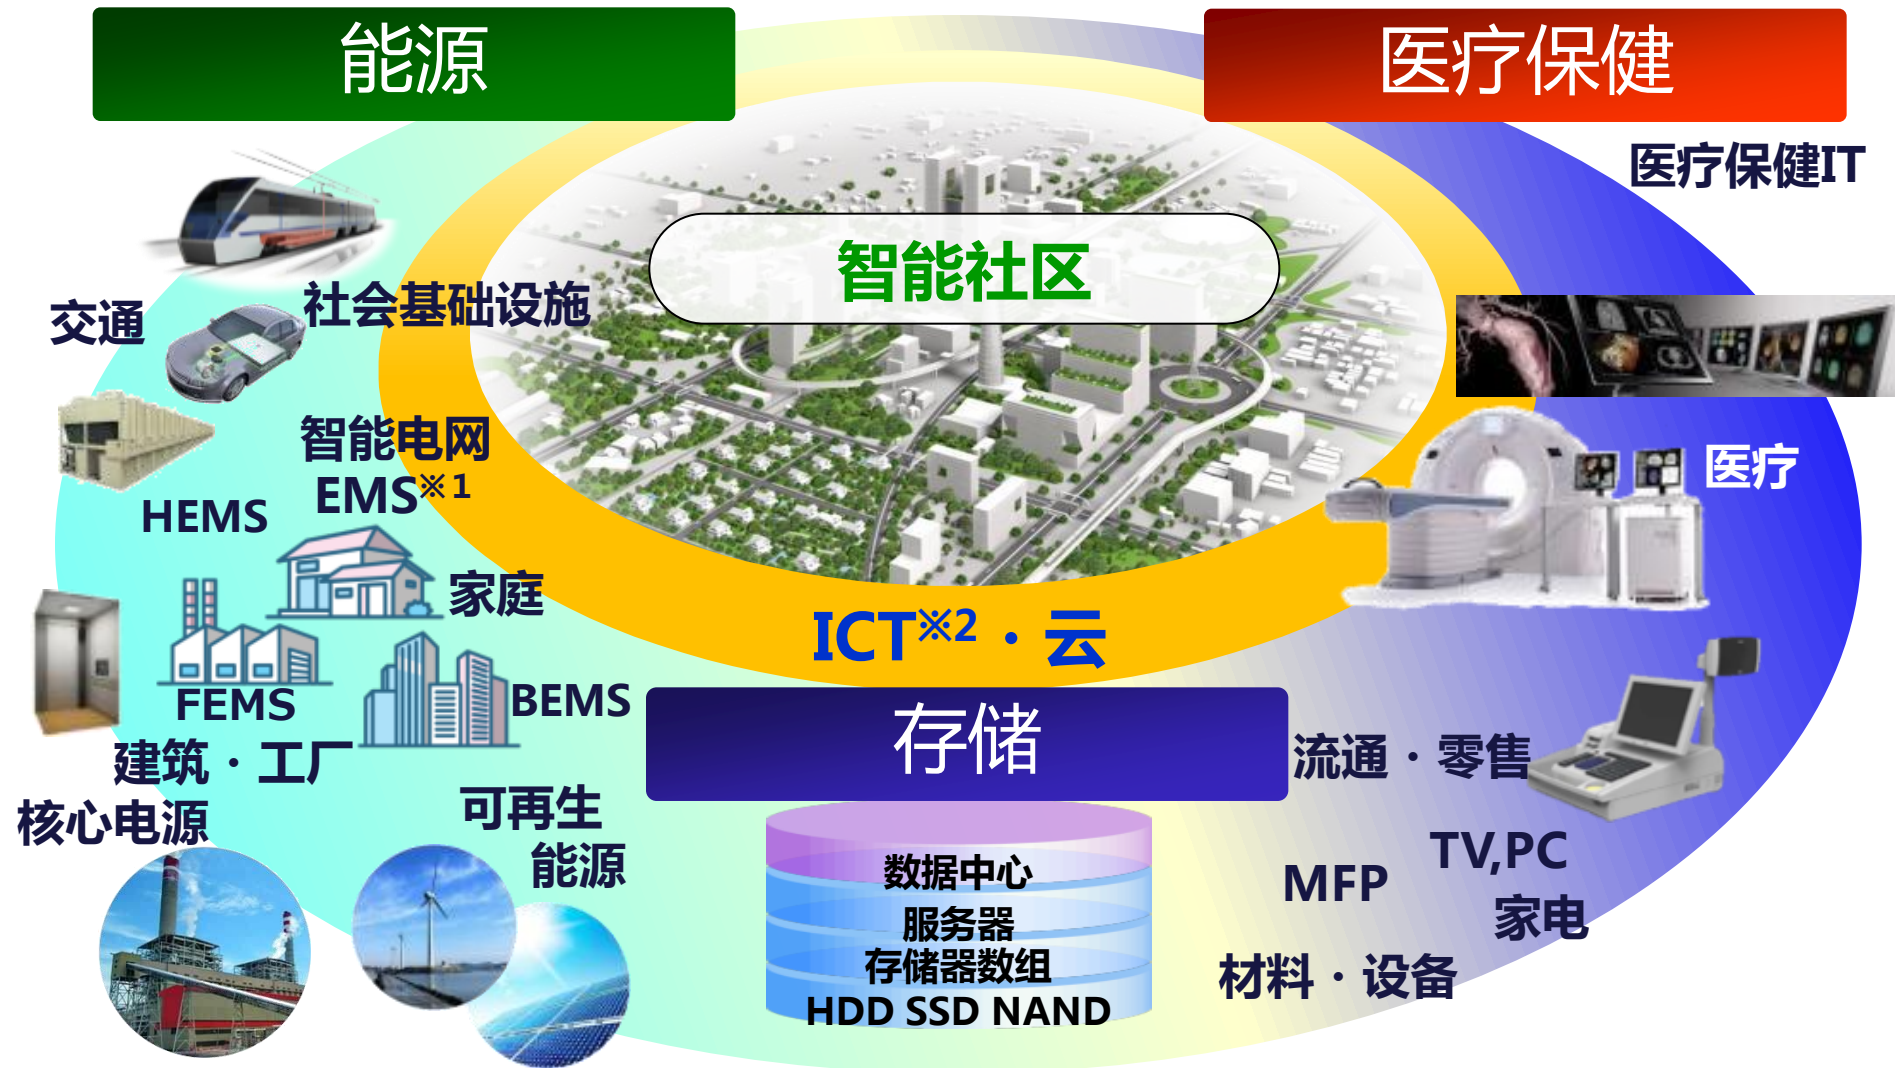 能源
医疗保健
医疗保健IT
智能社区
交通
社会基础设施
智能电网
EMS※1
HEMS
医疗
家庭
ICT※2・云
FEMS
BEMS
建筑・工厂
存储
流通・零售
核心电源
可再生
能源
数据中心
服务器
存储器数组
HDD SSD NAND
TV,PC
MFP
家电
材料・设备